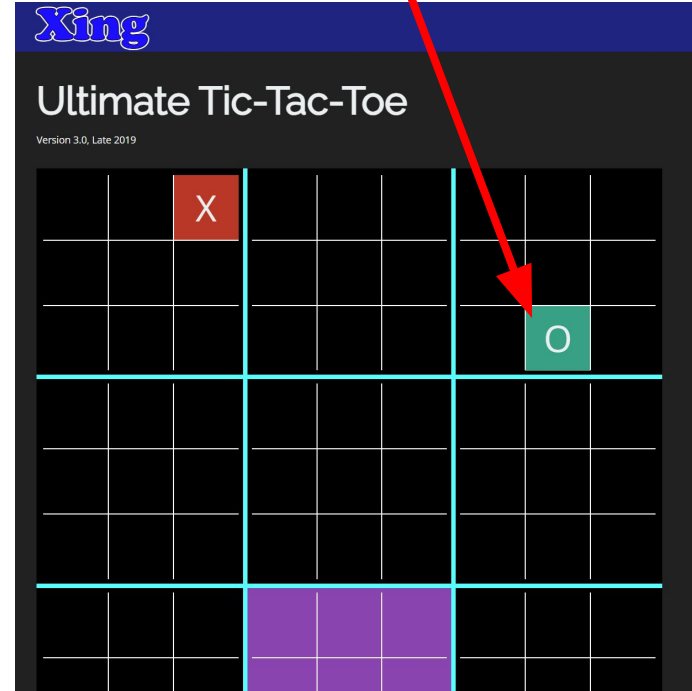 Xing
Ultimate Tic-Tac-Toe
Version 3.0, Late 2019
X
O